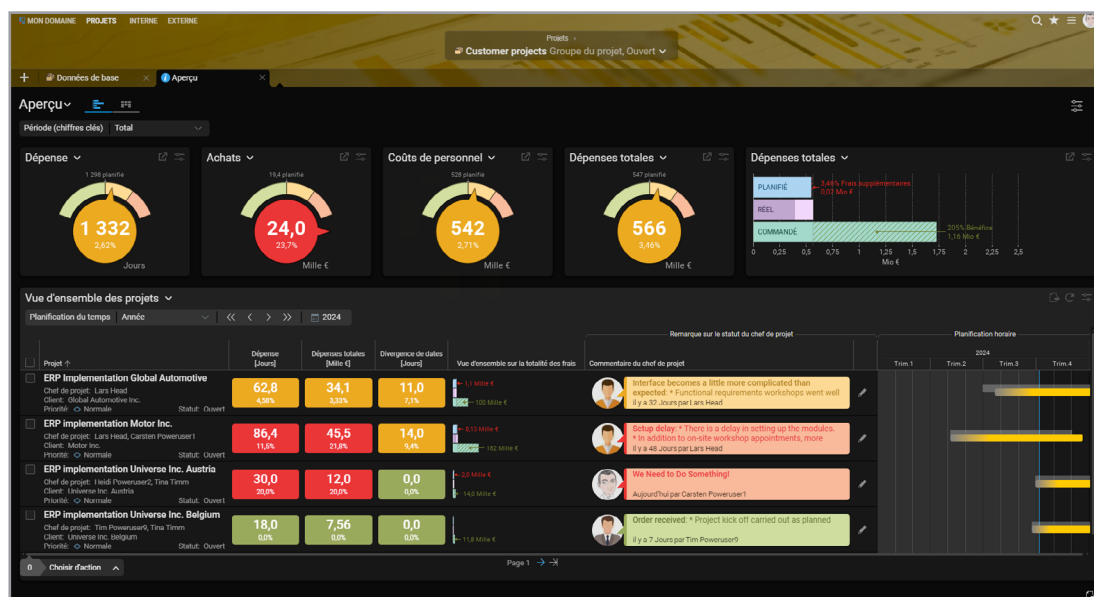 MON DOMAINE PROJETS INTERNE EXTERNE
Projets
Customer projects Groupe du projet, Ouvert
Données de base Aperçu
Aperçu
Période (chiffres clés) Total
Dépense Achats Coûts de personnel Dépenses totales Dépenses totales
1 298 planifié 19,4 planifié 528 planifié 547 planifié
1 332 24,0 542 566
2,62% 23,7% 2,71% 3,46%
Jours Mille € Mille € Mille €
PLANIFIÉ 3,46% Frais supplémentaires
0,02 Mio €
RÉEL
COMMANDÉ 205% Bénéfice
1,16 Mio €
0 0,25 0,5 0,75 1 1,25 1,5 1,75 2 2,25 2,5
Mio €
Vue d'ensemble des projets
Planification du temps Année 2024
Remarque sur le statut du chef de projet Planification horaire
2024
Projet Dépense [Jours] Dépenses totales [Mille €] Divergence de dates [Jours] Vue d'ensemble sur la totalité des frais Commentaire du chef de projet Trim.1 Trim.2 Trim.3 Trim.4
ERP Implementation Global Automotive
Chef de projet: Lars Head
Client: Global Automotive Inc.
Priorité: Normale Statut: Ouvert
62,8 34,1 11,0
4,58% 3,33% 7,1%
1,1 Mille €
100 Mille €
Interface becomes a little more complicated than
expected: * Functional requirements workshops went well
il y a 32 Jours par Lars Head
ERP implementation Motor Inc.
Chef de projet: Lars Head, Carsten Poweruser1
Client: Motor Inc.
Priorité: Normale Statut: Ouvert
86,4 45,5 14,0
11,5% 21,8% 9,4%
8,13 Mille €
162 Mille €
Setup delay: * There is a delay in setting up the modules.
* In addition to on-site workshop appointments, more
il y a 48 Jours par Lars Head
ERP implementation Universe Inc. Austria
Chef de projet: Heidi Poweruser2, Tina Timm
Client: Universe Inc. Austria
Priorité: Normale Statut: Ouvert
30,0 12,0 0,0
20,0% 20,0% 0,0%
2,0 Mille €
14,0 Mille €
We Need to Do Something!
Aujourd'hui par Carsten Poweruser1
ERP implementation Universe Inc. Belgium
Chef de projet: Tim Poweruser9, Tina Timm
Client: Universe Inc. Belgium
Priorité: Normale Statut: Ouvert
18,0 7,56 0,0
0,0% 0,0% 0,0%
11,8 Mille €
Order received: * Project kick off carried out as planned
il y a 7 Jours par Tim Poweruser9
0 Choisir d'action
Page 1